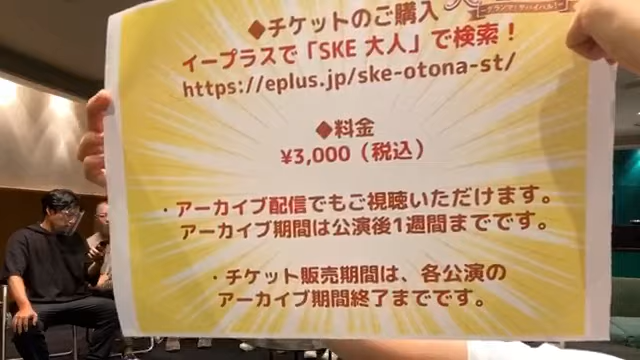 ◆チケットのご購入
イープラスで「SKE 大人」で検索！
https://eplus.jp/ske-otona-st/
◆料金
¥3,000（税込）
・アーカイブ配信でもご視聴いただけます。
アーカイブ期間は公演後1週間までです。
・チケット販売期間は、各公演の
アーカイブ期間終了までです。